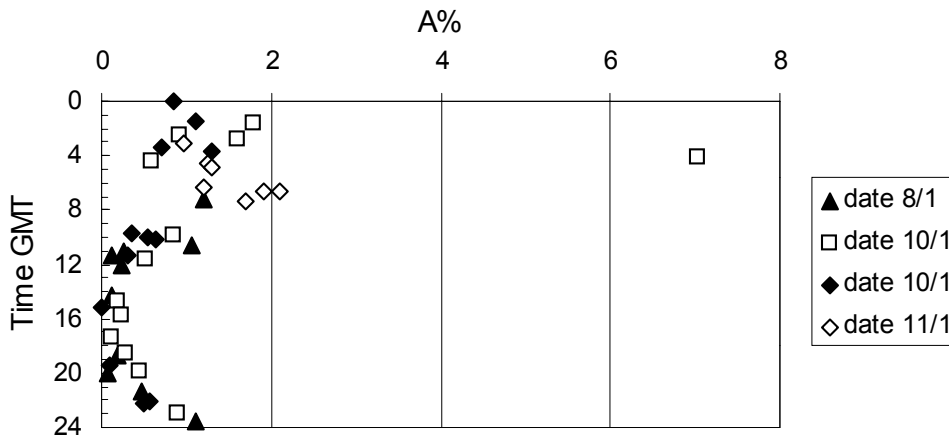 A%
0 2 4 6 8
Time GMT
0
4
8
12
16
20
24
date 8/1
date 10/1
date 10/1
date 11/1